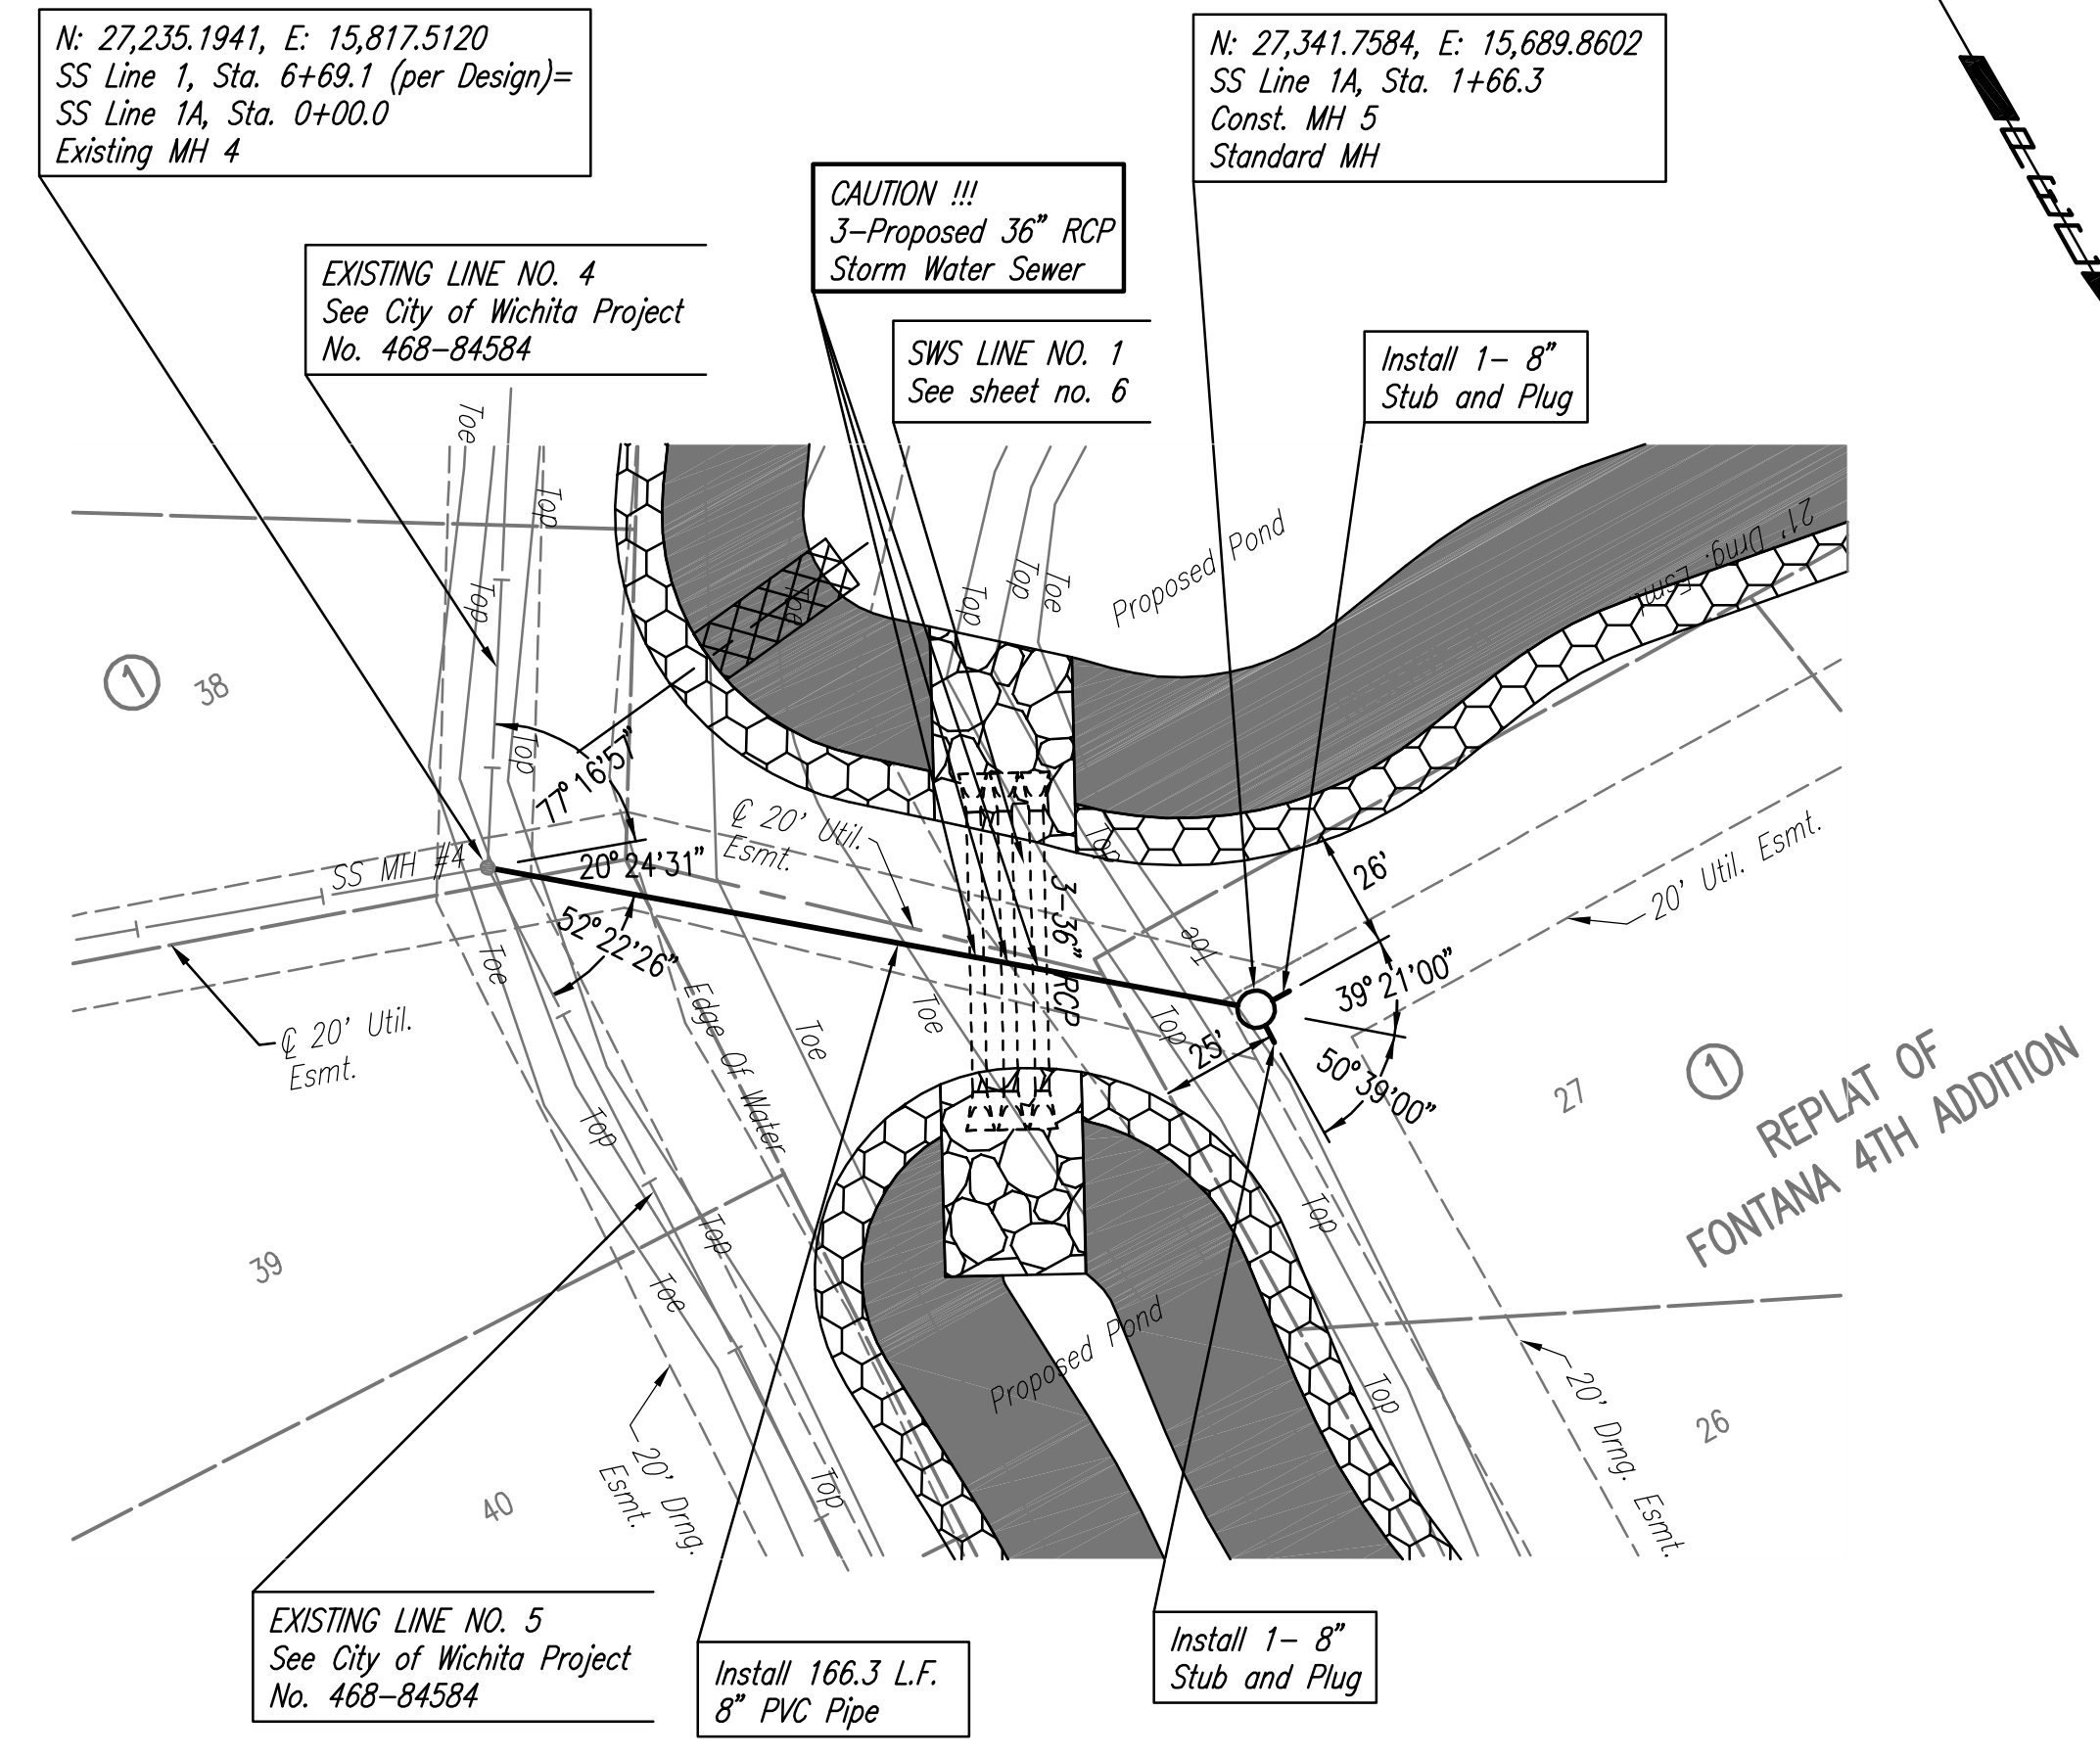 N: 27,235.1941, E: 15,817.5120
SS Line 1, Sta. 6+69.1 (per Design)=
SS Line 1A, Sta. 0+00.0
Existing MH 4
N: 27,341.7584, E: 15,689.8602
SS Line 1A, Sta. 1+66.3
Const. MH 5
Standard MH
CAUTION !!!
3-Proposed 36" RCP
Storm Water Sewer
EXISTING LINE NO. 4
See City of Wichita Project
No. 468-84584
SWS LINE NO. 1
See sheet no. 6
Install 1- 8"
Stub and Plug
Toe
Top
Top
Top
Toe
Top
Top
Toe
Proposed Pond
21' Drng. Esmt.
1
38
77°16'57"
20°24'31"
52°22'26"
SS MH #4
℄ 20' Util.
Esmt.
Top
3-36" RCP
26'
20' Util. Esmt.
39°21'00"
50°39'00"
25'
Toe
Top
Toe
Toe
Toe
Edge Of Water
℄ 20' Util.
Esmt.
27
1
REPLAT OF
FONTANA 4TH ADDITION
Top
Top
Toe
Top
39
40
20' Drng.
Esmt.
Proposed Pond
Top
Top
20' Drng. Esmt.
26
EXISTING LINE NO. 5
See City of Wichita Project
No. 468-84584
Install 166.3 L.F.
8" PVC Pipe
Install 1- 8"
Stub and Plug